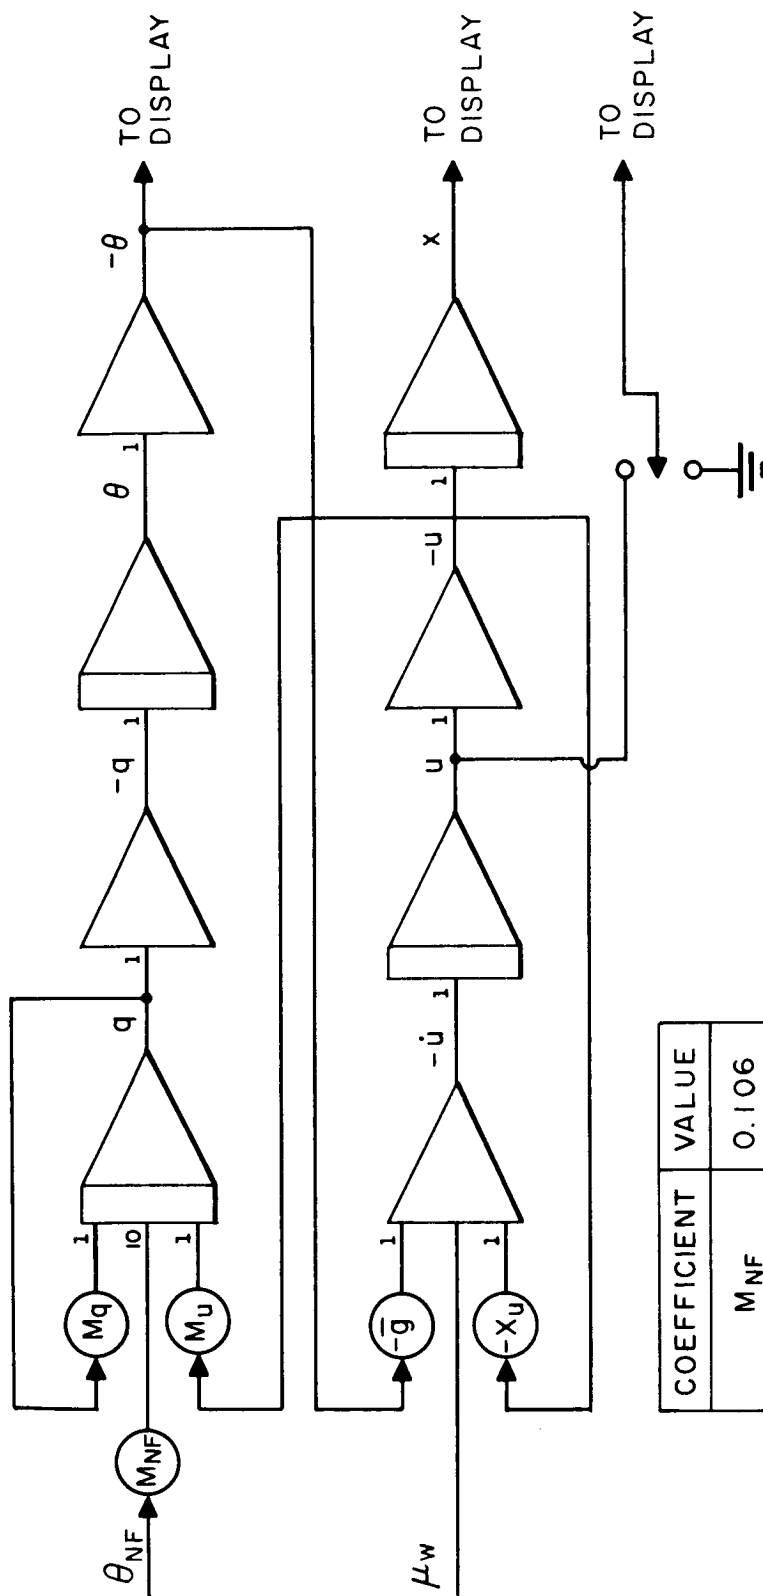 θNF
MNF
Mq
Mu
1
10
1
q
1
-q
1
θ
1
-θ
TO
DISPLAY
μw
-g̅
-Xu
1
1
-u̇
1
u
1
-u
1
x
TO
DISPLAY
TO
DISPLAY
COEFFICIENT VALUE
MNF 0.106